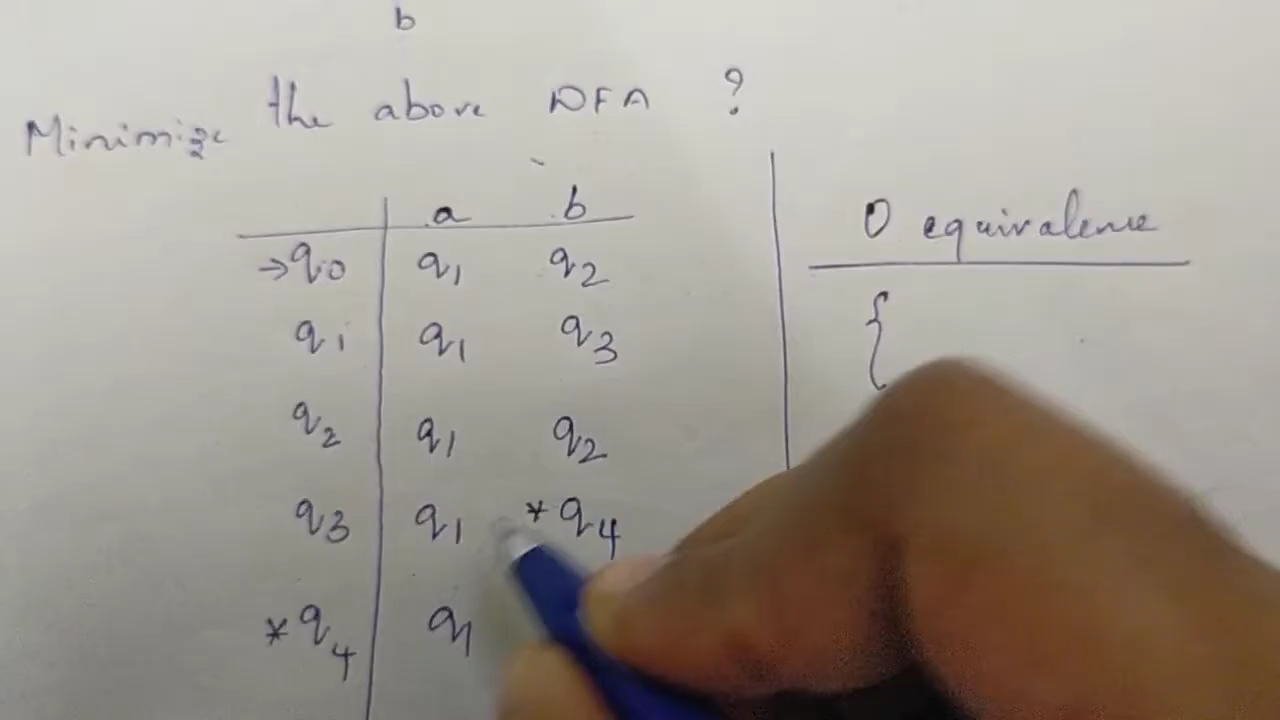 b
Minimize the above DFA ?
a b
→q0 q1 q2
q1 q1 q3
q2 q1 q2
q3 q1 *q4
*q4 q1
0 equivalence
{